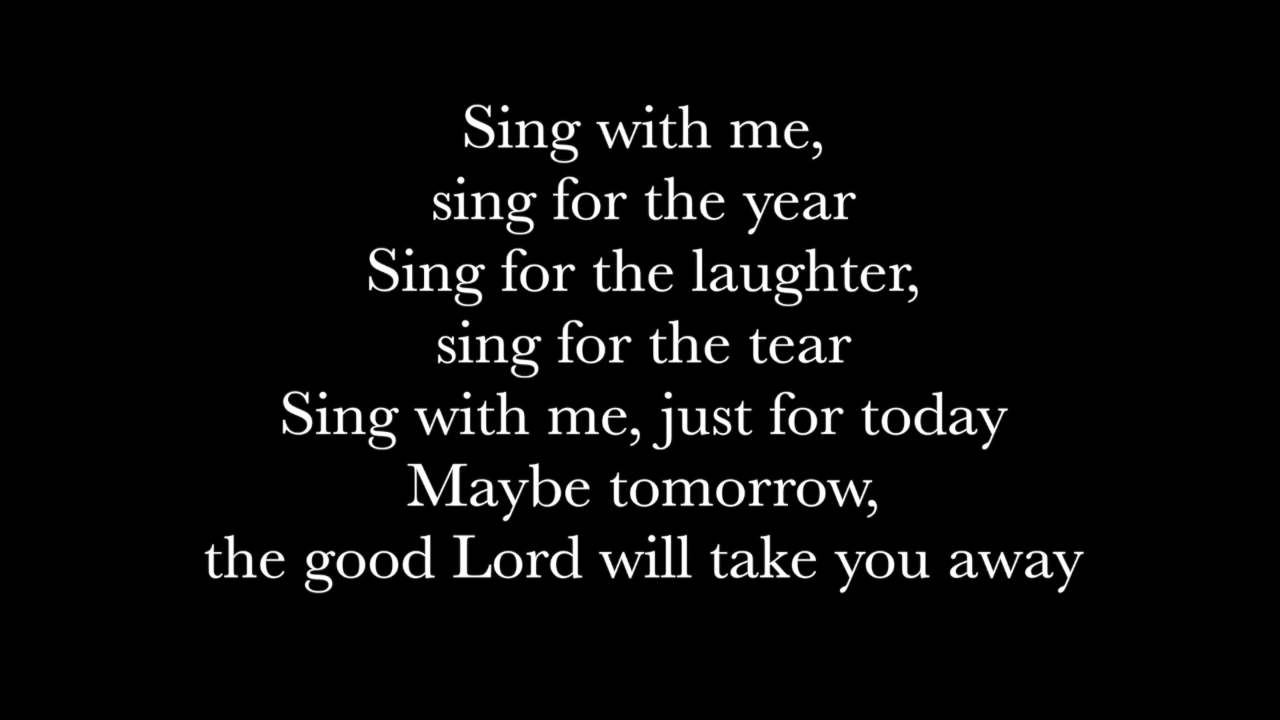 Sing with me,
sing for the year
Sing for the laughter,
sing for the tear
Sing with me, just for today
Maybe tomorrow,
the good Lord will take you away